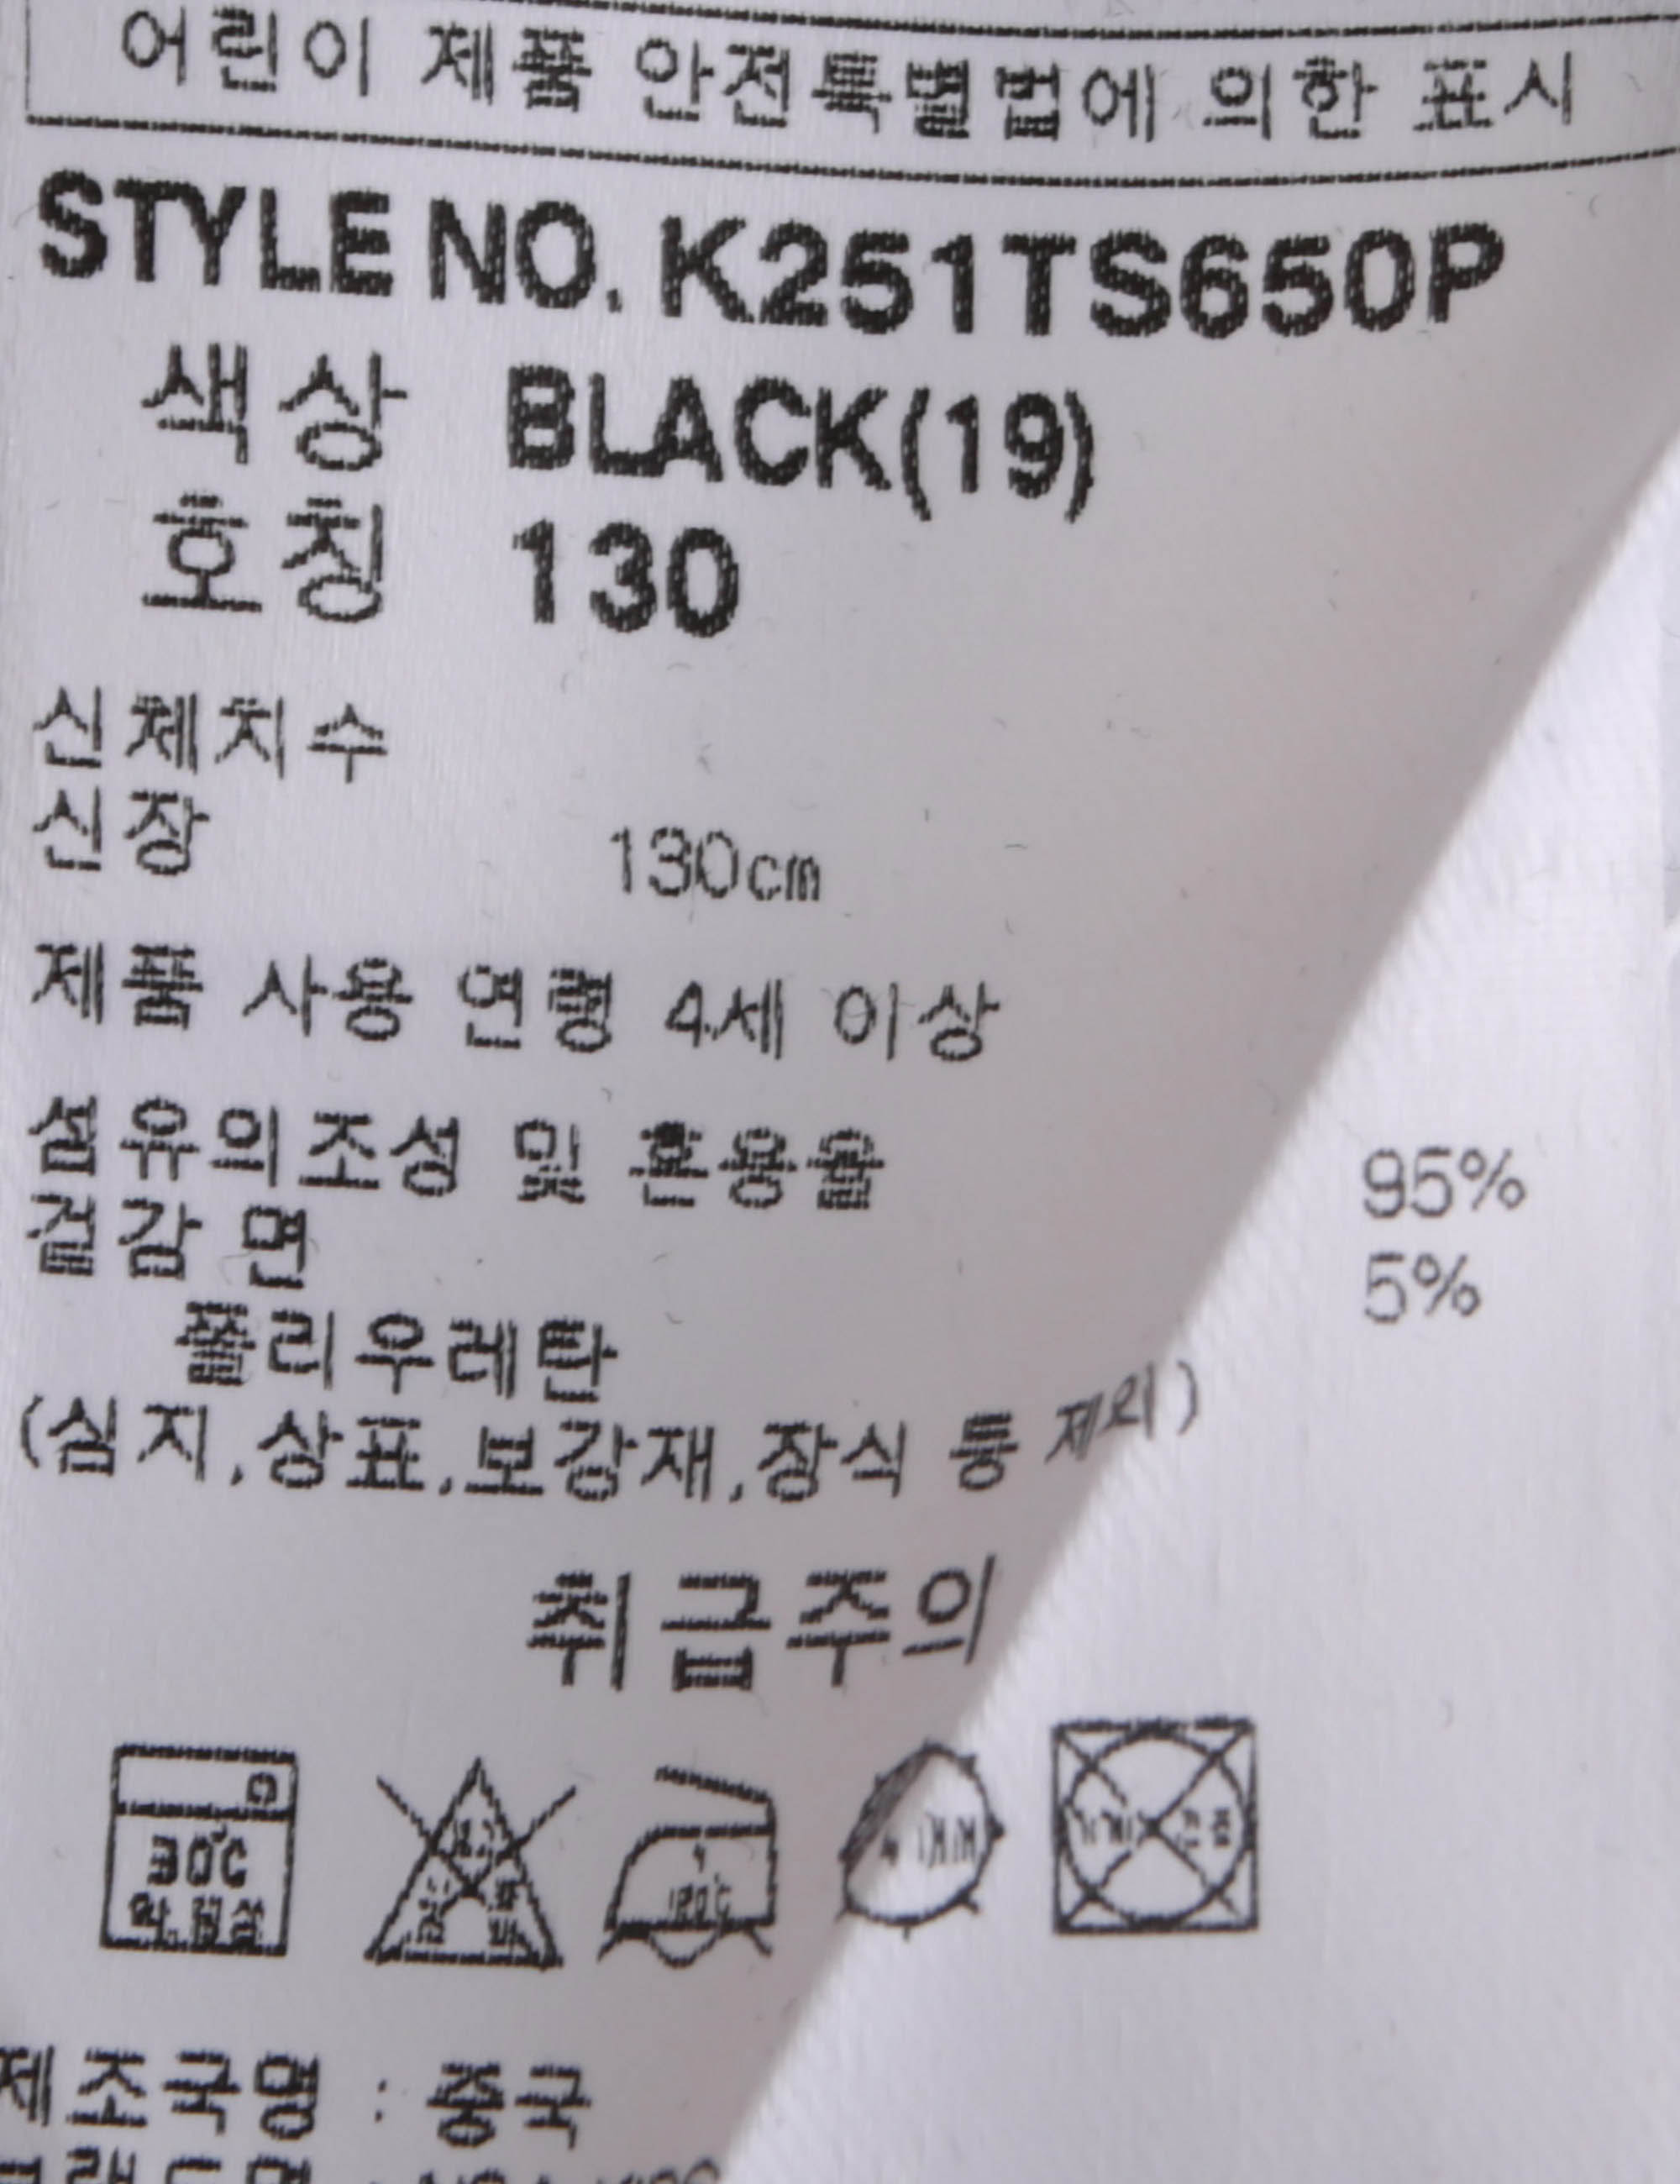 어린이 제품 안전특별법에 의한 표시
STYLE NO. K251TS650P
색상 BLACK(19)
호칭 130
신체치수
신장 130cm
제품 사용 연령 4세 이상
섬유의조성 및 혼용율
겉감 면 95%
폴리우레탄 5%
(심지,상표,보강재,장식 등 제외)
취급주의
30℃
약.중성
120℃
제조국명 : 중국